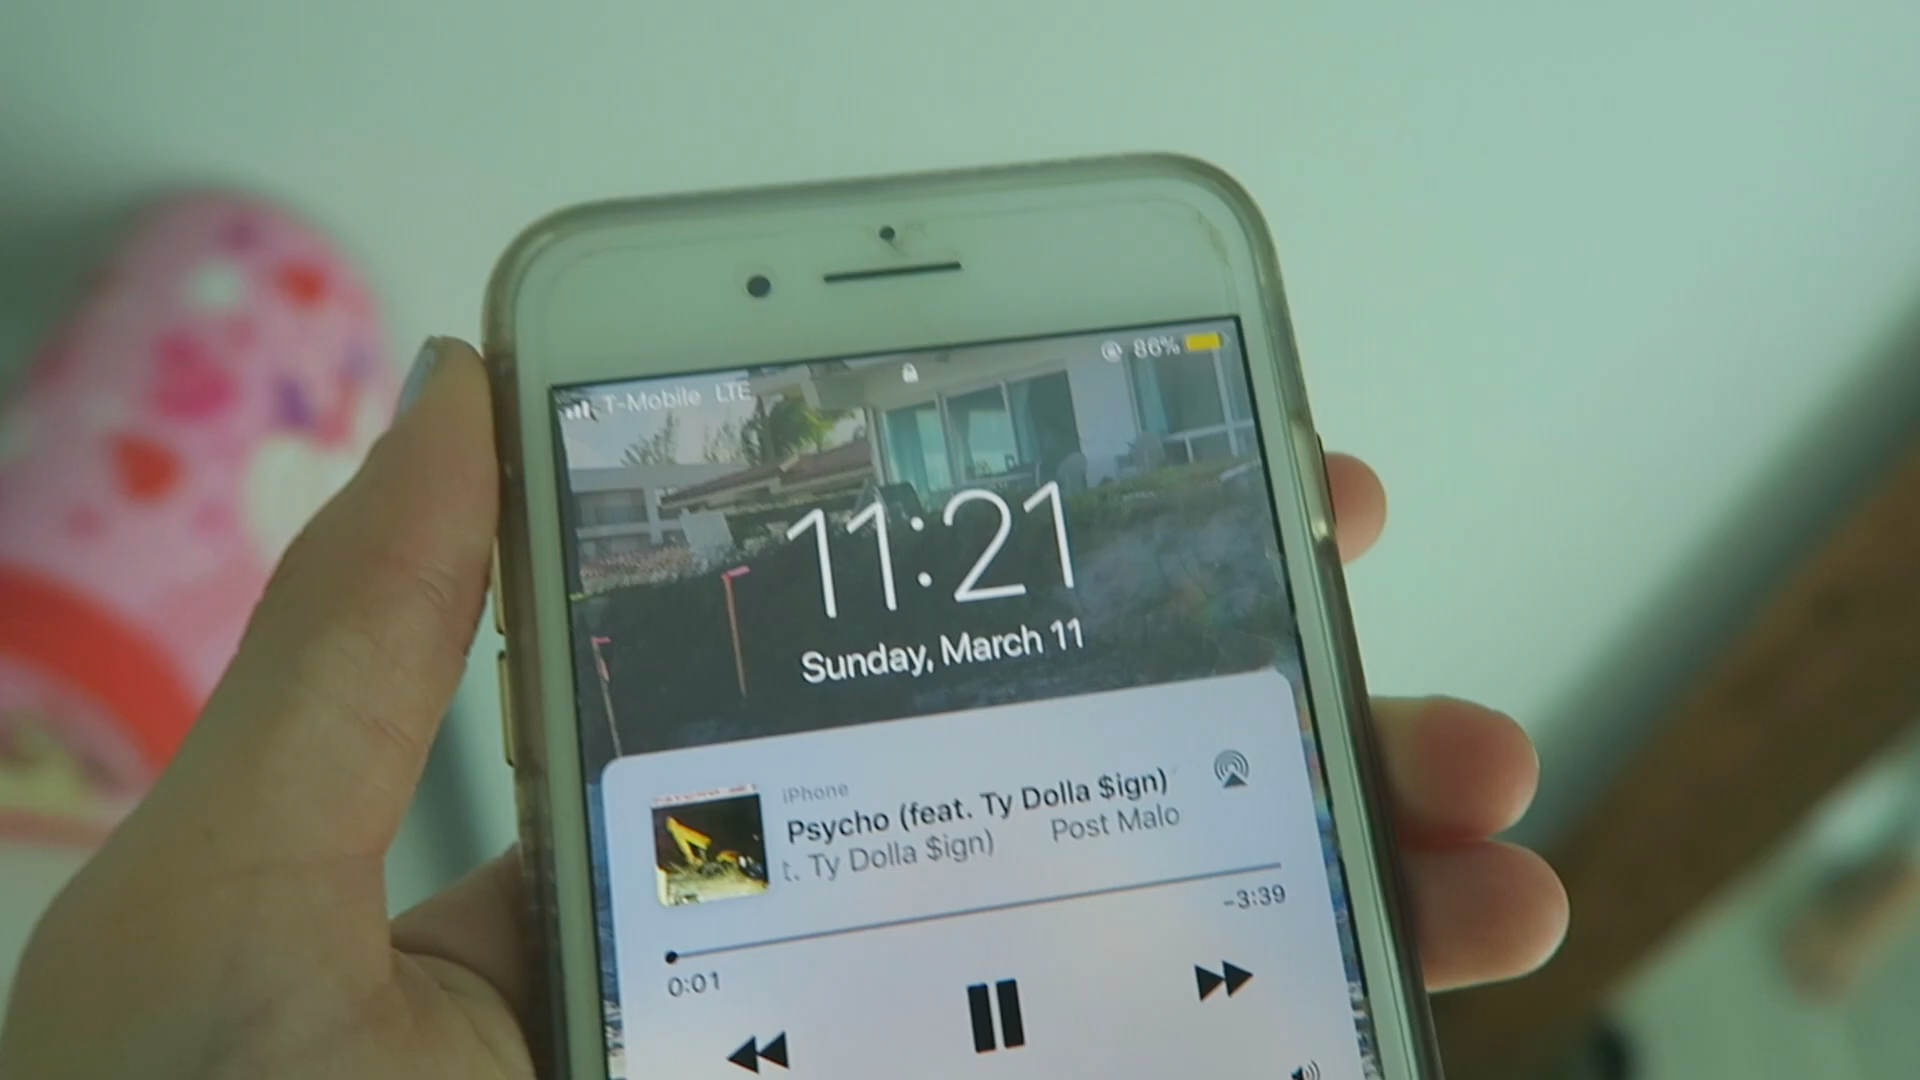 T-Mobile LTE 86%
11:21
Sunday, March 11
iPhone
Psycho (feat. Ty Dolla $ign)
t. Ty Dolla $ign) Post Malo
0:01 -3:39